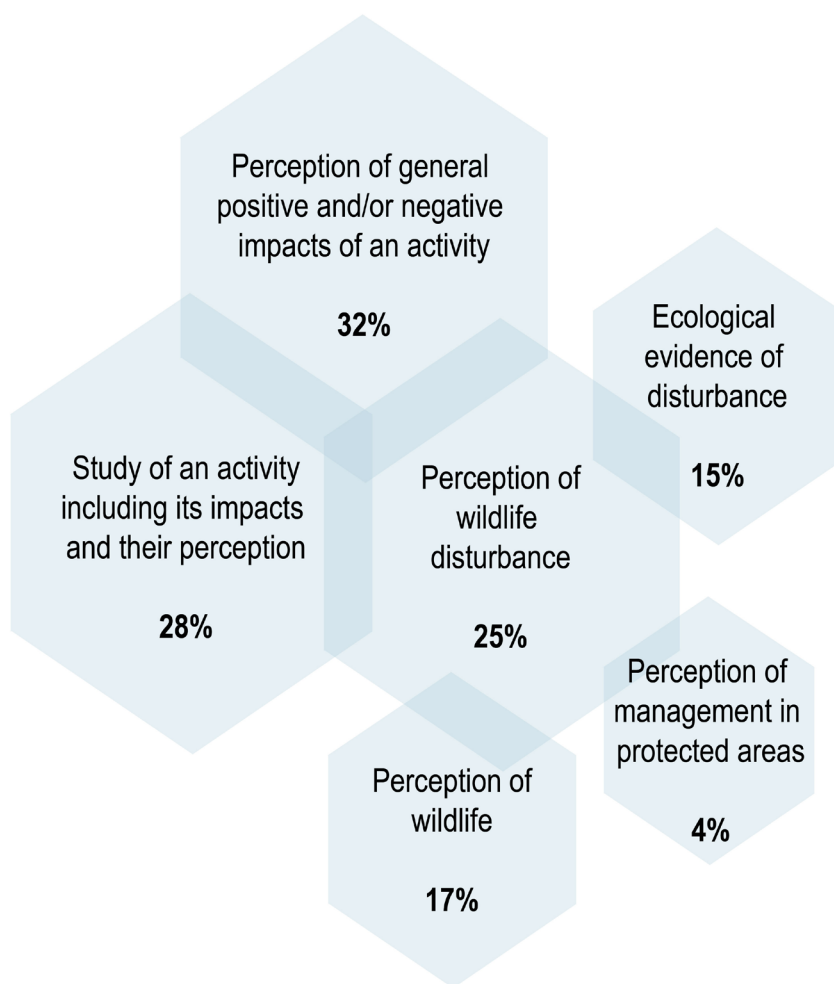 Perception of general
positive and/or negative
impacts of an activity
32%
Ecological
evidence of
disturbance
15%
Study of an activity
including its impacts
and their perception
28%
Perception of
wildlife
disturbance
25%
Perception of
management in
protected areas
4%
Perception of
wildlife
17%